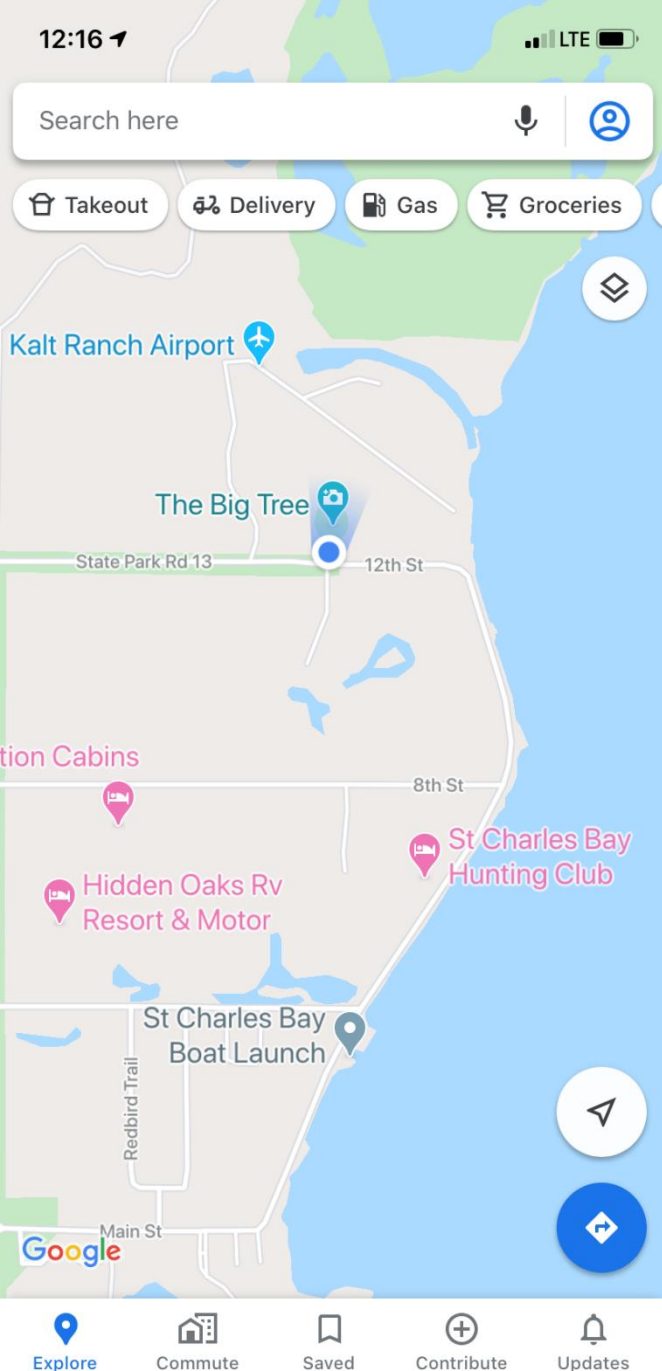 12:16
LTE
Search here
Takeout
Delivery
Gas
Groceries
Kalt Ranch Airport
The Big Tree
State Park Rd 13
12th St
tion Cabins
8th St
St Charles Bay
Hunting Club
Hidden Oaks Rv
Resort & Motor
St Charles Bay
Boat Launch
Redbird Trail
Main St
Google
Explore
Commute
Saved
Contribute
Updates